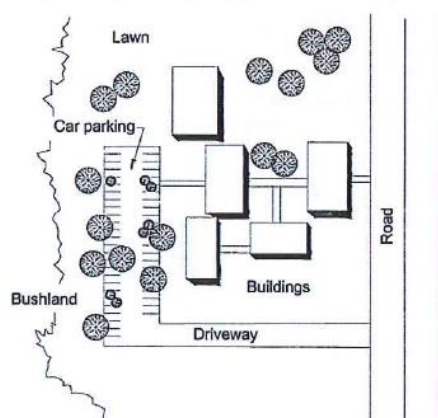 Lawn
Car parking
Road
Bushland
Buildings
Driveway